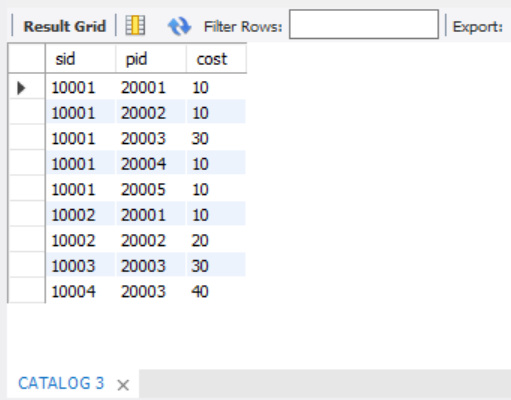 Result Grid Filter Rows: Export:
sid pid cost
10001 20001 10
10001 20002 10
10001 20003 30
10001 20004 10
10001 20005 10
10002 20001 10
10002 20002 20
10003 20003 30
10004 20003 40
CATALOG 3 ×